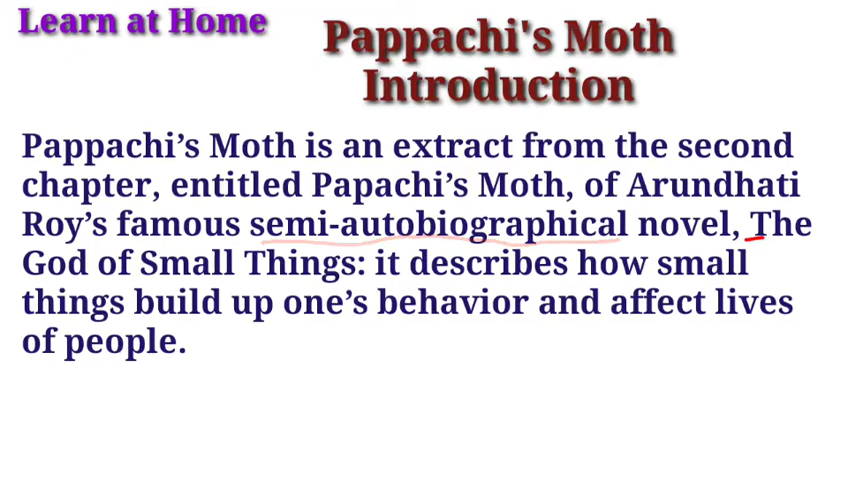 Learn at Home
Pappachi's Moth
Introduction
Pappachi’s Moth is an extract from the second
chapter, entitled Papachi’s Moth, of Arundhati
Roy’s famous semi-autobiographical novel, The
God of Small Things: it describes how small
things build up one’s behavior and affect lives
of people.